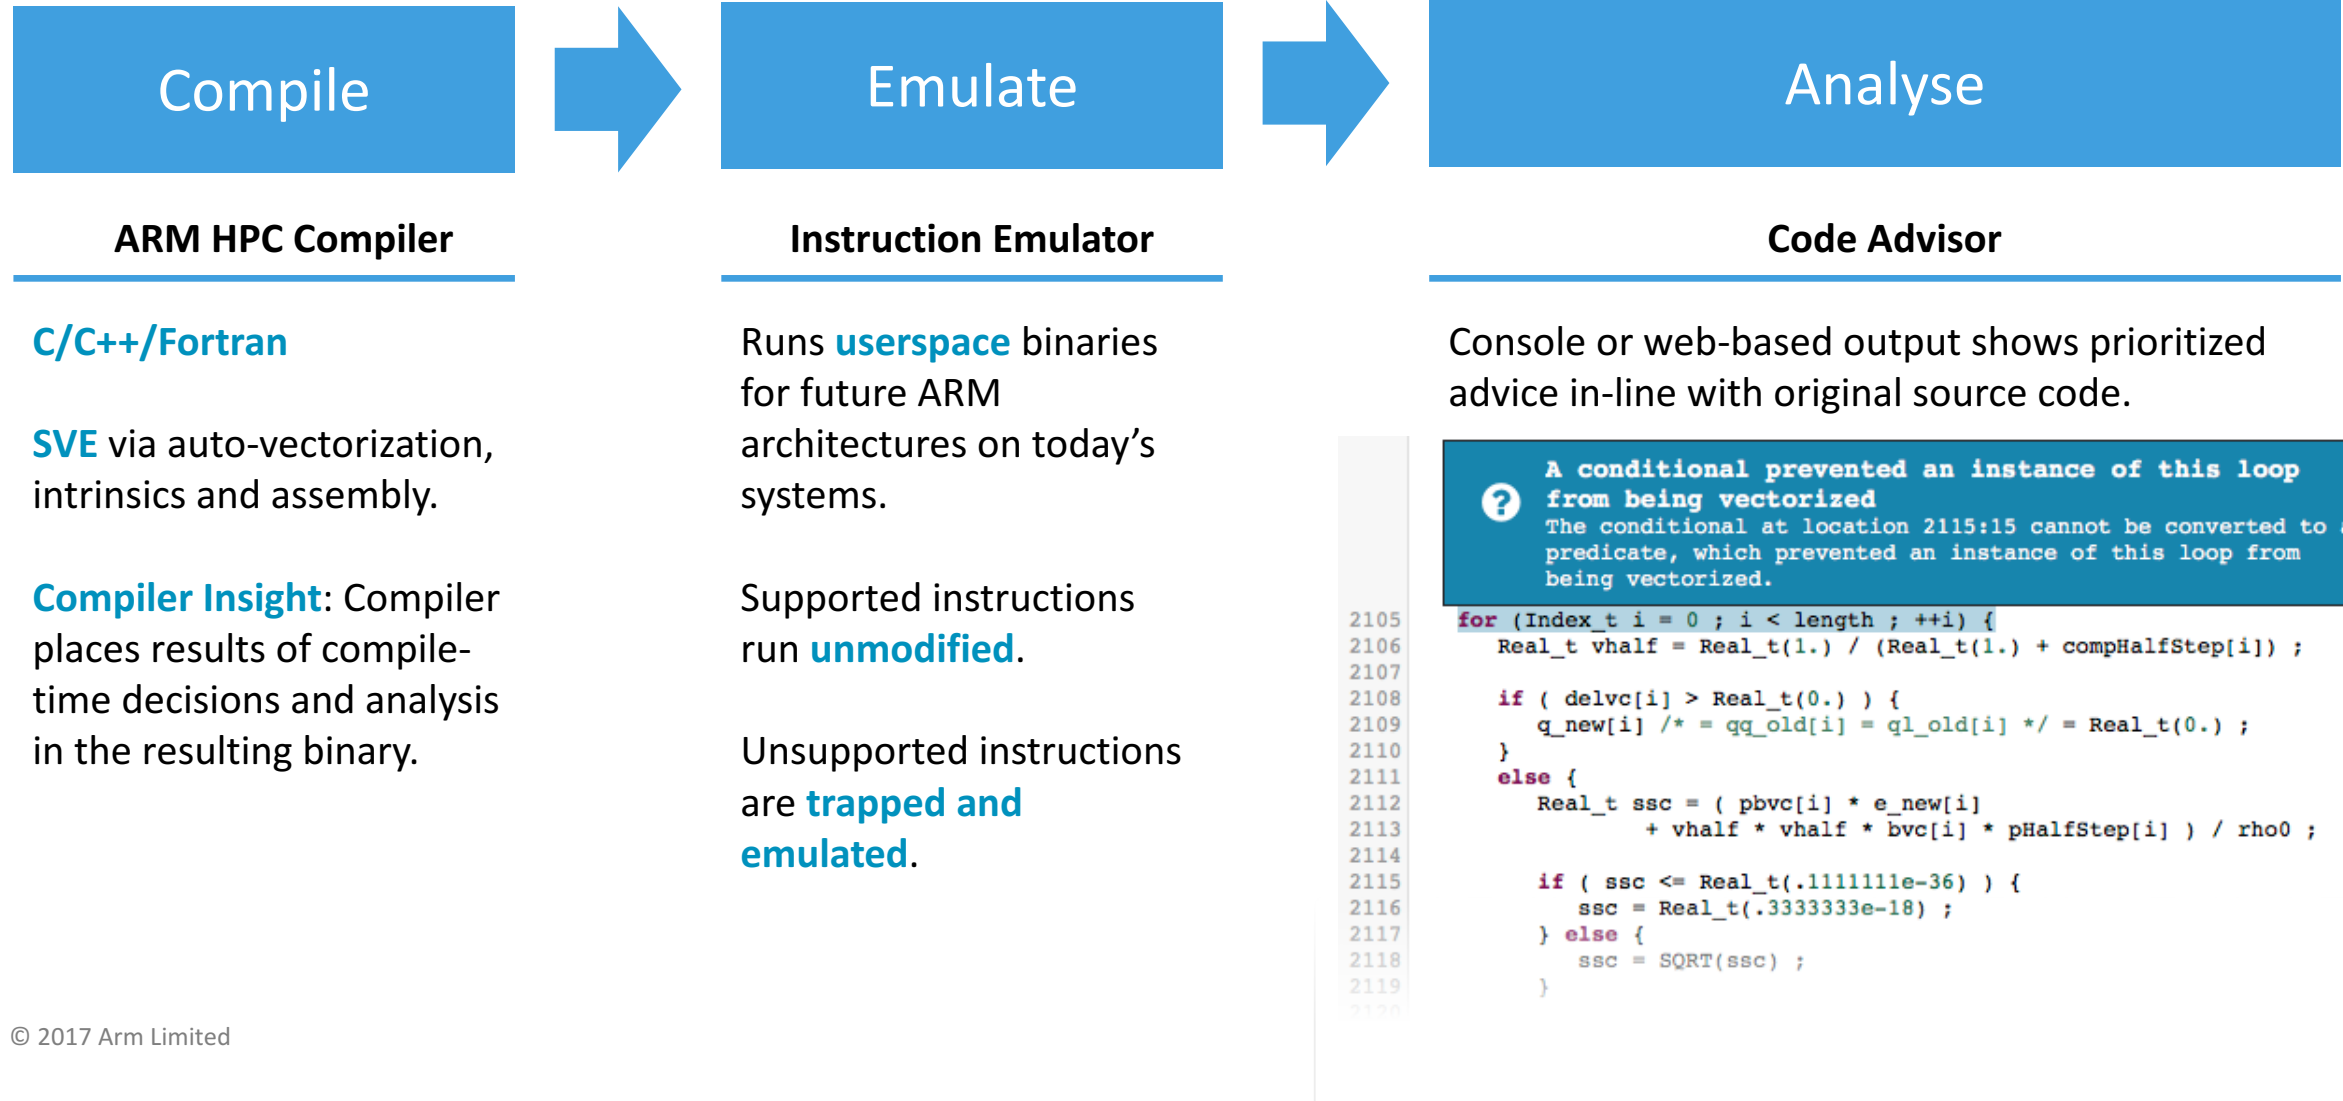 Compile
Emulate
Analyse
ARM HPC Compiler
Instruction Emulator
Code Advisor
C/C++/Fortran
SVE via auto-vectorization,
intrinsics and assembly.
Compiler Insight: Compiler
places results of compile-
time decisions and analysis
in the resulting binary.
Runs userspace binaries
for future ARM
architectures on today’s
systems.
Supported instructions
run unmodified.
Unsupported instructions
are trapped and
emulated.
Console or web-based output shows prioritized
advice in-line with original source code.
A conditional prevented an instance of this loop
from being vectorized
The conditional at location 2115:15 cannot be converted to a
predicate, which prevented an instance of this loop from
being vectorized.
2105 for (Index_t i = 0 ; i < length ; ++i) {
2106 Real_t vhalf = Real_t(1.) / (Real_t(1.) + compHalfStep[i]) ;
2107
2108 if ( delvc[i] > Real_t(0.) ) {
2109 q_new[i] /* = qq_old[i] = ql_old[i] */ = Real_t(0.) ;
2110 }
2111 else {
2112 Real_t ssc = ( pbvc[i] * e_new[i]
2113 + vhalf * vhalf * bvc[i] * pHalfStep[i] ) / rho0 ;
2114
2115 if ( ssc <= Real_t(.1111111e-36) ) {
2116 ssc = Real_t(.3333333e-18) ;
2117 } else {
2118 ssc = SQRT(ssc) ;
2119 }
2120
© 2017 Arm Limited